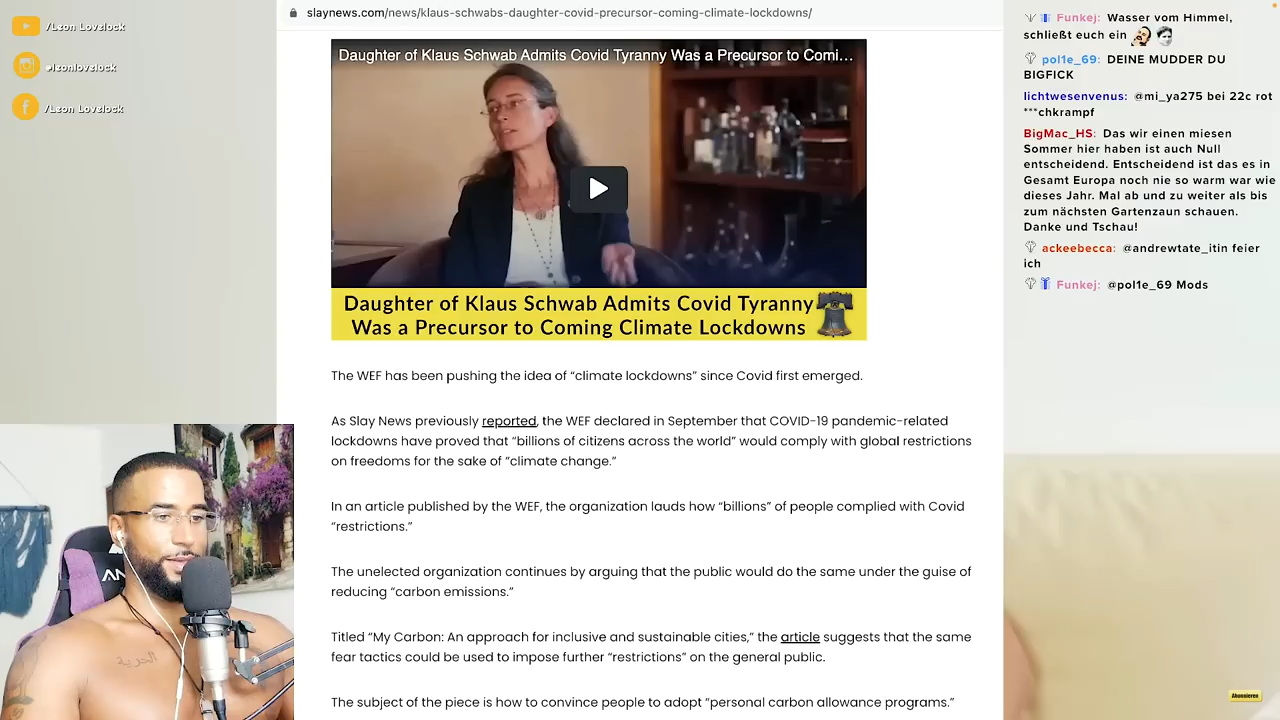 slaynews.com/news/klaus-schwabs-daughter-covid-precursor-coming-climate-lockdowns/
/Leon Lovelock
@leonlovelock
/Leon Lovelock
Daughter of Klaus Schwab Admits Covid Tyranny Was a Precursor to Comi…
Daughter of Klaus Schwab Admits Covid Tyranny
Was a Precursor to Coming Climate Lockdowns
The WEF has been pushing the idea of “climate lockdowns” since Covid first emerged.
As Slay News previously reported, the WEF declared in September that COVID-19 pandemic-related
lockdowns have proved that “billions of citizens across the world” would comply with global restrictions
on freedoms for the sake of “climate change.”
In an article published by the WEF, the organization lauds how “billions” of people complied with Covid
“restrictions.”
The unelected organization continues by arguing that the public would do the same under the guise of
reducing “carbon emissions.”
Titled “My Carbon: An approach for inclusive and sustainable cities,” the article suggests that the same
fear tactics could be used to impose further “restrictions” on the general public.
The subject of the piece is how to convince people to adopt “personal carbon allowance programs.”
Funkej: Wasser vom Himmel,
schließt euch ein
pol1e_69: DEINE MUDDER DU
BIGFICK
lichtwesenvenus: @mi_ya275 bei 22c rot
***chkrampf
BigMac_HS: Das wir einen miesen
Sommer hier haben ist auch Null
entscheidend. Entscheidend ist das es in
Gesamt Europa noch nie so warm war wie
dieses Jahr. Mal ab und zu weiter als bis
zum nächsten Gartenzaun schauen.
Danke und Tschau!
ackeebecca: @andrewtate_itin feier
ich
Funkej: @pol1e_69 Mods
AN
الحرية
Abonnieren